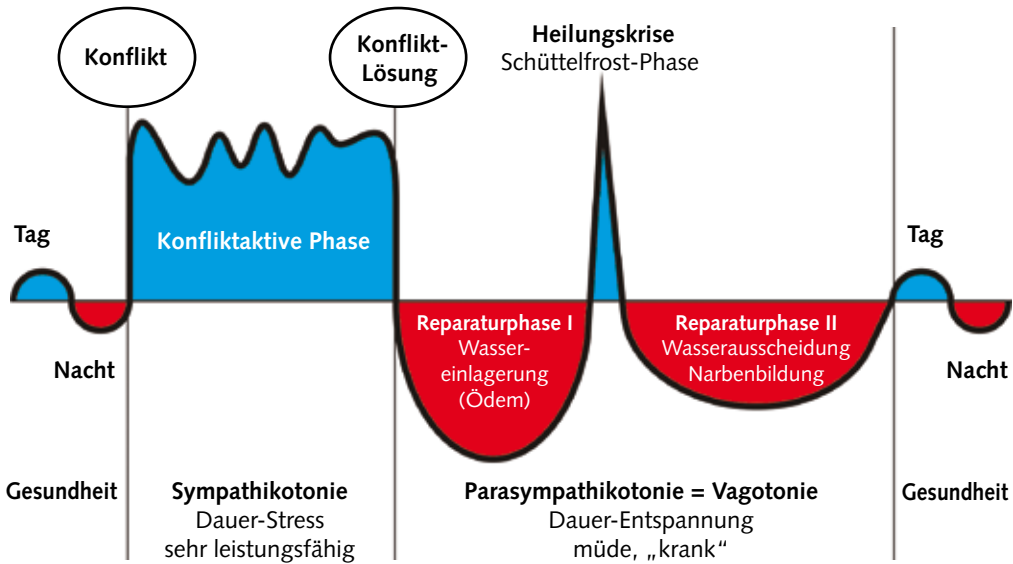 Konflikt
Konflikt-
Lösung
Heilungskrise
Schüttelfrost-Phase
Tag
Konfliktaktive Phase
Tag
Reparaturphase I
Wasser-
einlagerung
(Ödem)
Reparaturphase II
Wasserausscheidung
Narbenbildung
Nacht
Nacht
Gesundheit
Sympathikotonie
Dauer-Stress
sehr leistungsfähig
Parasympathikotonie = Vagotonie
Dauer-Entspannung
müde, „krank“
Gesundheit